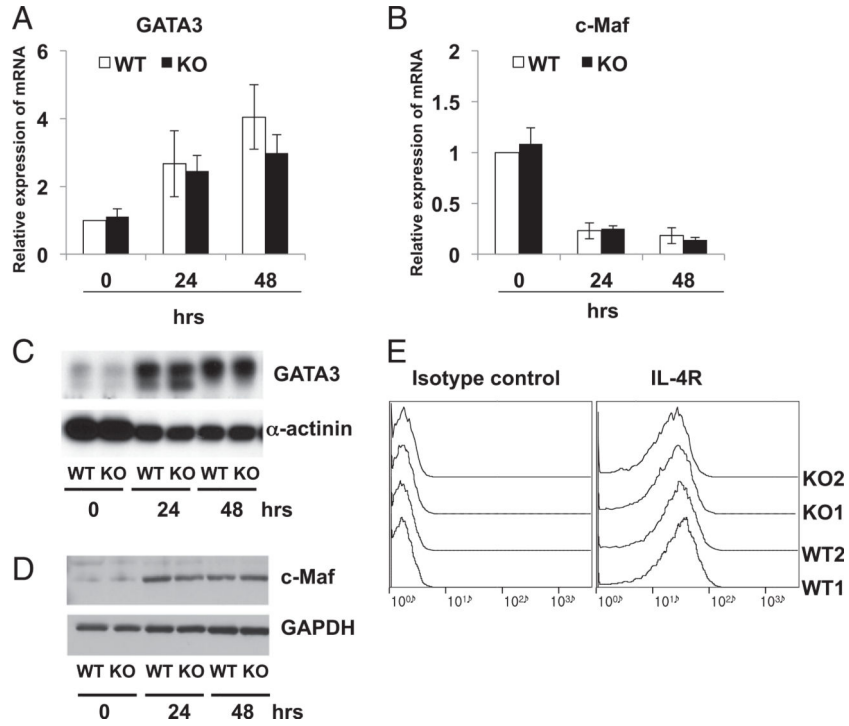 A
GATA3
Relative expression of mRNA
6
4
2
0
WT KO
0 24 48
hrs
B
c-Maf
Relative expression of mRNA
2
1.5
1
0.5
0
WT KO
0 24 48
hrs
C
GATA3
α-actinin
WT KO WT KO WT KO
0 24 48 hrs
D
c-Maf
GAPDH
WT KO WT KO WT KO
0 24 48 hrs
E
Isotype control IL-4R
KO2
KO1
WT2
WT1
10⁰ 10¹ 10² 10³ 10⁰ 10¹ 10² 10³